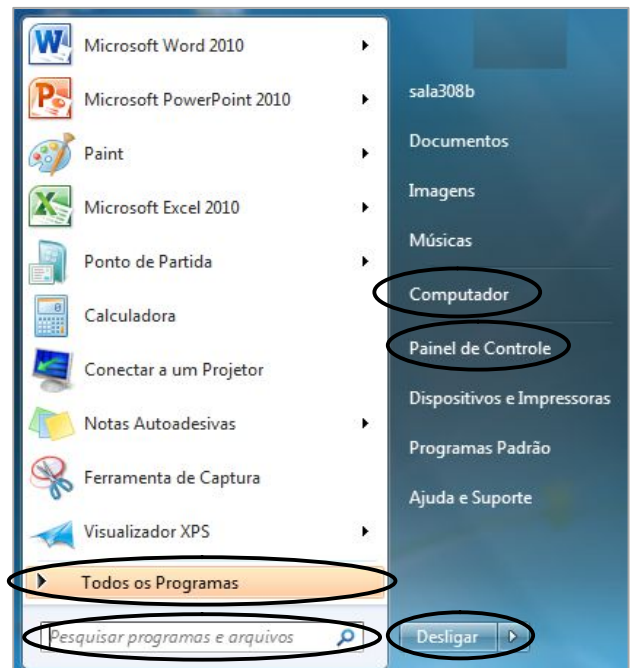 Microsoft Word 2010
Microsoft PowerPoint 2010
Paint
Microsoft Excel 2010
Ponto de Partida
Calculadora
Conectar a um Projetor
Notas Autoadesivas
Ferramenta de Captura
Visualizador XPS
Todos os Programas
Pesquisar programas e arquivos
sala308b
Documentos
Imagens
Músicas
Computador
Painel de Controle
Dispositivos e Impressoras
Programas Padrão
Ajuda e Suporte
Desligar